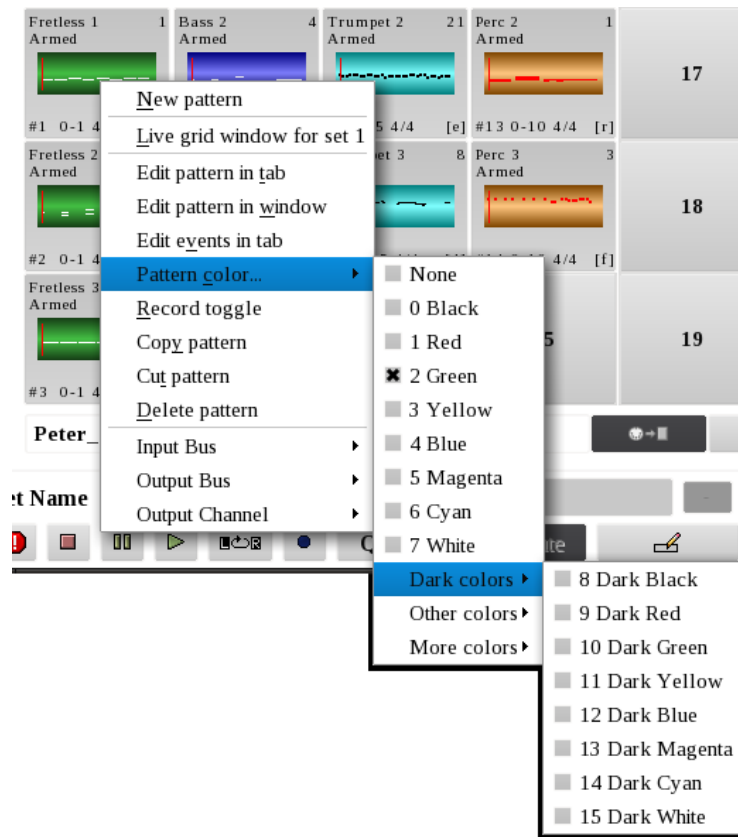 Fretless 1 1 Bass 2 4 Trumpet 2 21 Perc 2 1
Armed Armed Armed Armed
17
#1 0-1 4 5 4/4 [e] #13 0-10 4/4 [r]
New pattern
Live grid window for set 1
Edit pattern in tab
Edit pattern in window
Edit events in tab
Pattern color...
Record toggle
Copy pattern
Cut pattern
Delete pattern
Input Bus
Output Bus
Output Channel
Fretless 2 et 3 8 Perc 3 3
Armed Armed
18
#2 0-1 4 4/4 [f]
Fretless 3
Armed
5 19
#3 0-1 4
None
0 Black
1 Red
2 Green
3 Yellow
4 Blue
5 Magenta
6 Cyan
7 White
Dark colors
Other colors
More colors
8 Dark Black
9 Dark Red
10 Dark Green
11 Dark Yellow
12 Dark Blue
13 Dark Magenta
14 Dark Cyan
15 Dark White
Peter_
et Name